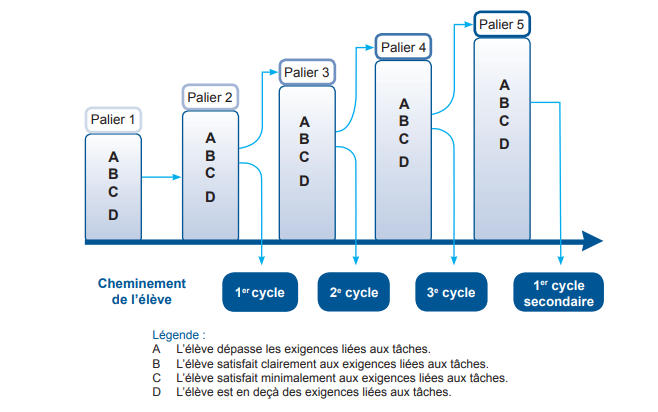 Palier 5
Palier 4
Palier 3
Palier 2
Palier 1
A
B
C
D
A
B
C
D
A
B
C
D
A
B
C
D
A
B
C
D
Cheminement
de l'élève
1er cycle
2e cycle
3e cycle
1er cycle
secondaire
Légende :
A L'élève dépasse les exigences liées aux tâches.
B L'élève satisfait clairement aux exigences liées aux tâches.
C L'élève satisfait minimalement aux exigences liées aux tâches.
D L'élève est en deçà des exigences liées aux tâches.